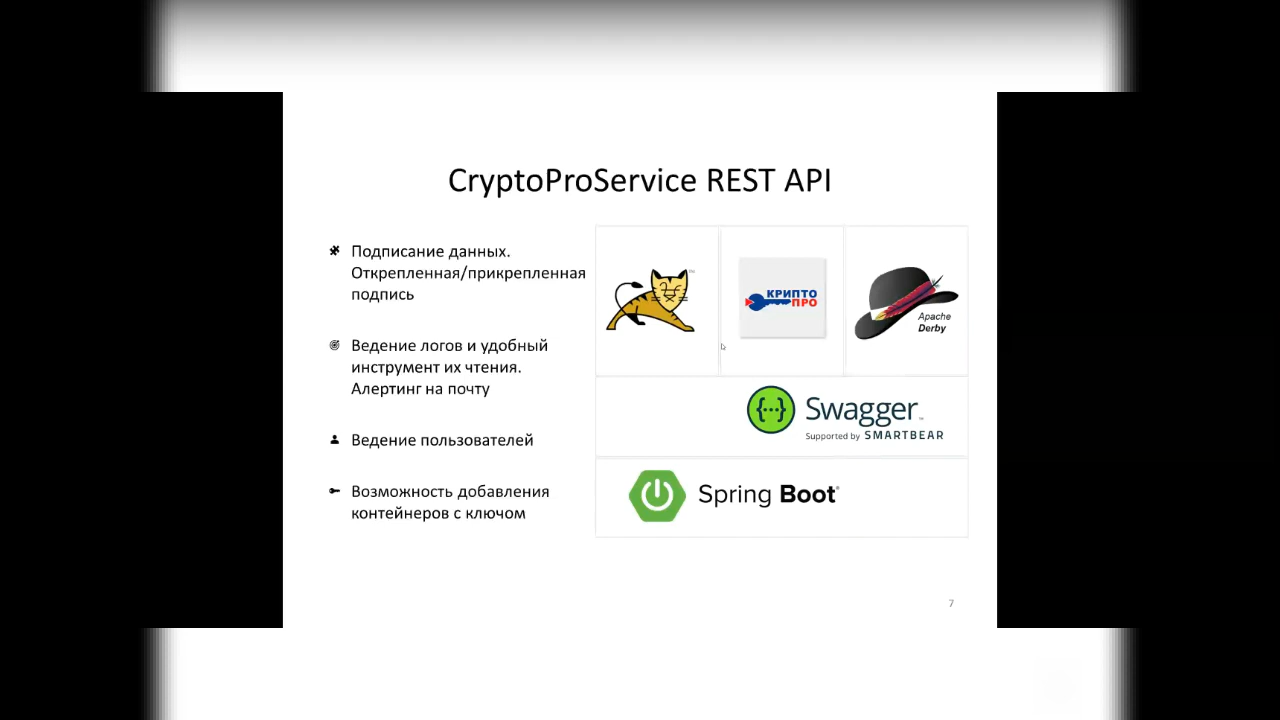 CryptoProService REST API
Подписание данных.
Открепленная/прикрепленная
подпись
Ведение логов и удобный
инструмент их чтения.
Алертинг на почту
Ведение пользователей
Возможность добавления
контейнеров с ключом
TM
КРИПТО
ПРО
Apache
Derby
Swagger
Supported by SMARTBEAR
Spring Boot
7